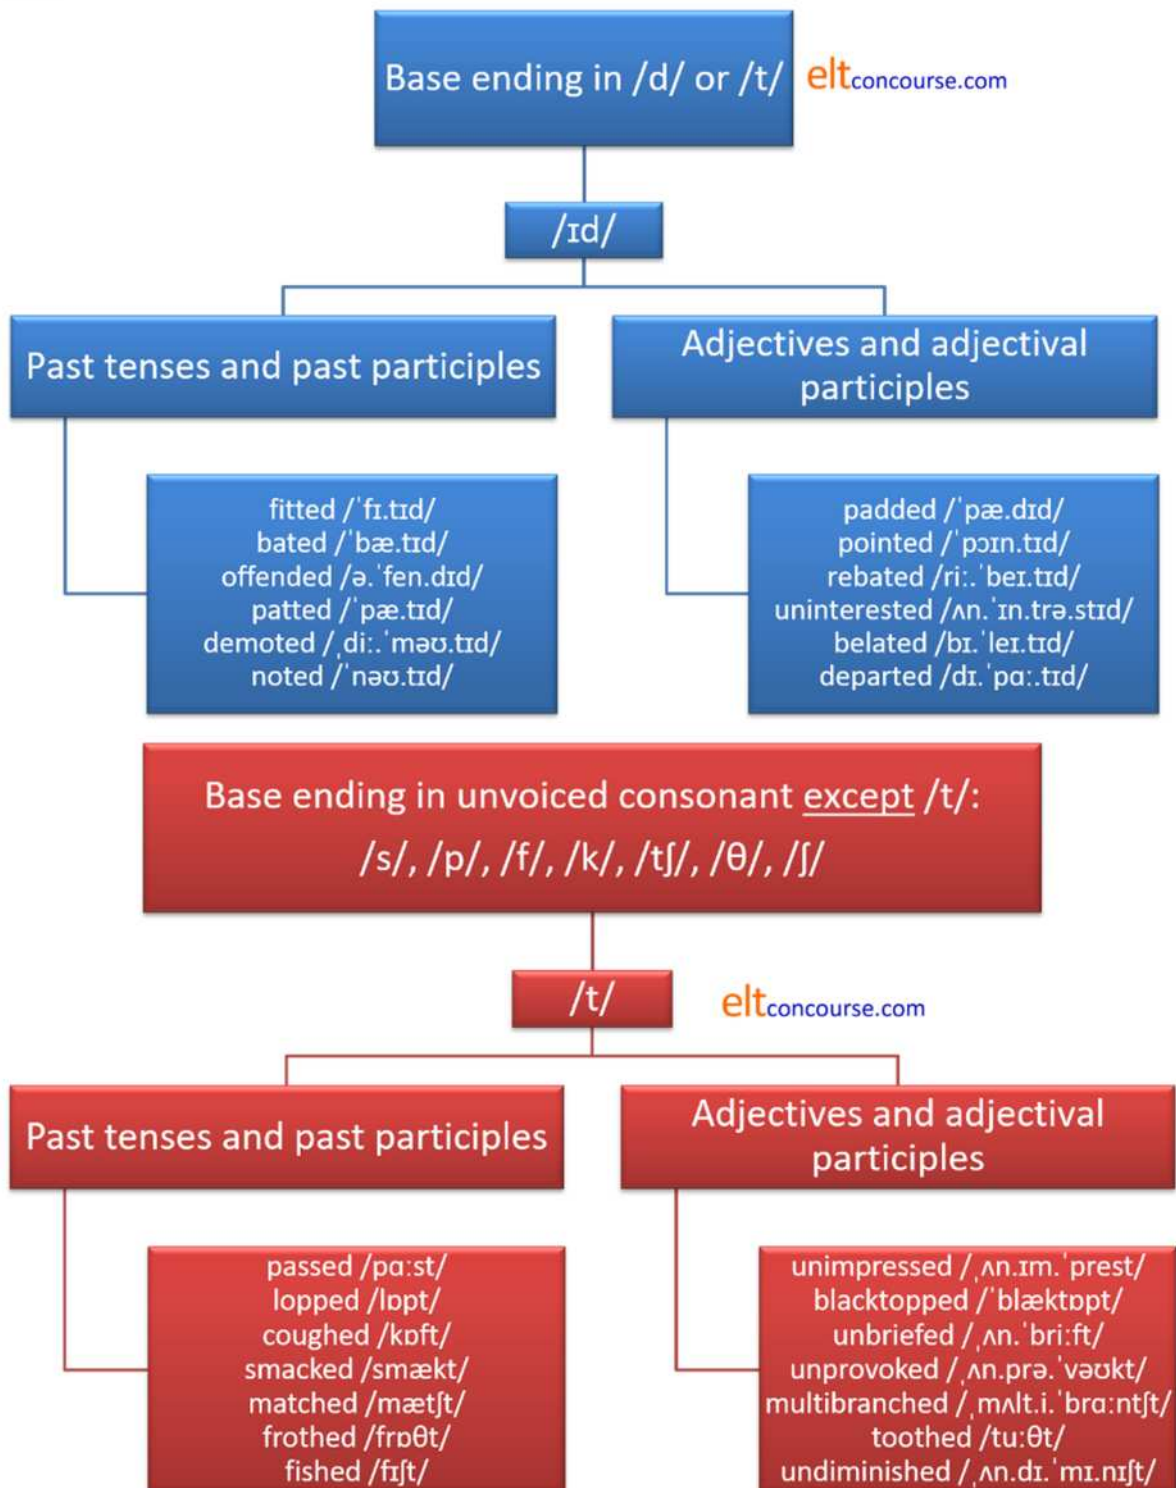 Base ending in /d/ or /t/
eltconcourse.com
/ɪd/
Past tenses and past participles
fitted /ˈfɪ.tɪd/
bated /ˈbæ.tɪd/
offended /ə.ˈfen.dɪd/
patted /ˈpæ.tɪd/
demoted /ˌdiː.ˈməʊ.tɪd/
noted /ˈnəʊ.tɪd/
Adjectives and adjectival
participles
padded /ˈpæ.dɪd/
pointed /ˈpɔɪn.tɪd/
rebated /riː.ˈbeɪ.tɪd/
uninterested /ʌn.ˈɪn.trə.stɪd/
belated /bɪ.ˈleɪ.tɪd/
departed /dɪ.ˈpɑː.tɪd/
Base ending in unvoiced consonant except /t/:
/s/, /p/, /f/, /k/, /tʃ/, /θ/, /ʃ/
/t/
eltconcourse.com
Past tenses and past participles
passed /pɑːst/
lopped /lɒpt/
coughed /kɒft/
smacked /smækt/
matched /mætʃt/
frothed /frɒθt/
fished /fɪʃt/
Adjectives and adjectival
participles
unimpressed /ˌʌn.ɪm.ˈprest/
blacktopped /ˈblæktɒpt/
unbriefed /ˌʌn.ˈbriːft/
unprovoked /ˌʌn.prə.ˈvəʊkt/
multibranched /ˌmʌlt.i.ˈbrɑːntʃt/
toothed /tuːθt/
undiminished /ˌʌn.dɪ.ˈmɪ.nɪʃt/